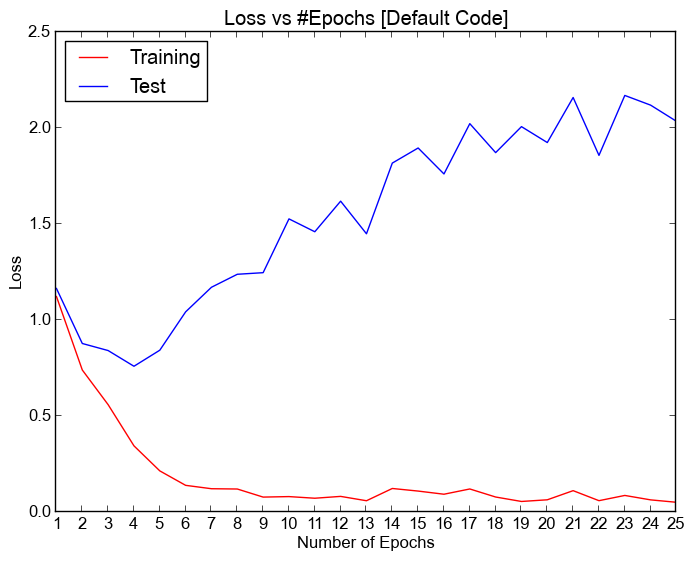 Loss vs #Epochs [Default Code]
Training
Test
2.5
2.0
1.5
1.0
0.5
0.0
Loss
1 2 3 4 5 6 7 8 9 10 11 12 13 14 15 16 17 18 19 20 21 22 23 24 25
Number of Epochs